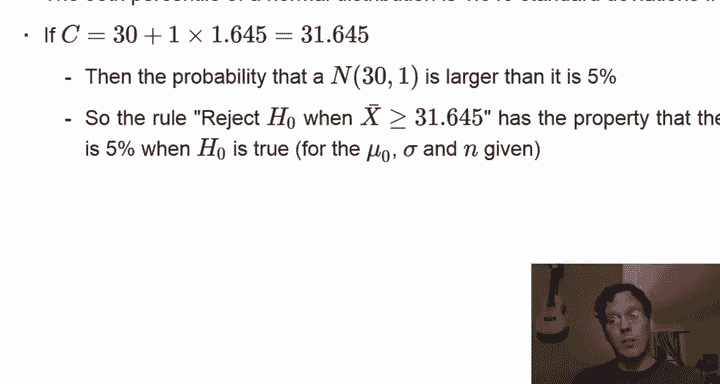 · If C = 30 + 1 × 1.645 = 31.645
- Then the probability that a N(30, 1) is larger than it is 5%
- So the rule "Reject H₀ when X̄ ≥ 31.645" has the property that the
is 5% when H₀ is true (for the μ₀, σ and n given)